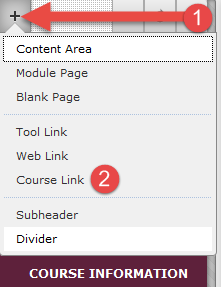 + 1
Content Area
Module Page
Blank Page
Tool Link
Web Link
Course Link 2
Subheader
Divider
COURSE INFORMATION